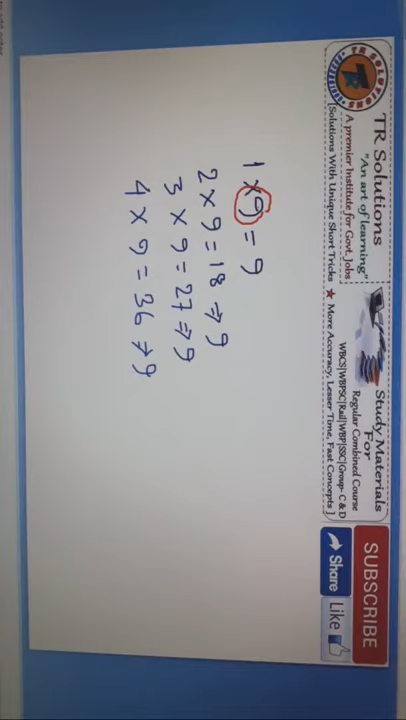 TR SOLUTIONS
TR Solutions
"An art of learning"
A premier Institute for Govt. Jobs
[Solutions With Unique Short Tricks ★ More Accuracy, Lesser Time, Fast Concepts]
Study Materials
For
Regular Combined Course
WBCS|WBPSC|Rail|WBP|SSC|Group- C & D
SUBSCRIBE
Share
Like
1 × 9 = 9
2 × 9 = 18 ⇒ 9
3 × 9 = 27 ⇒ 9
4 × 9 = 36 ⇒ 9